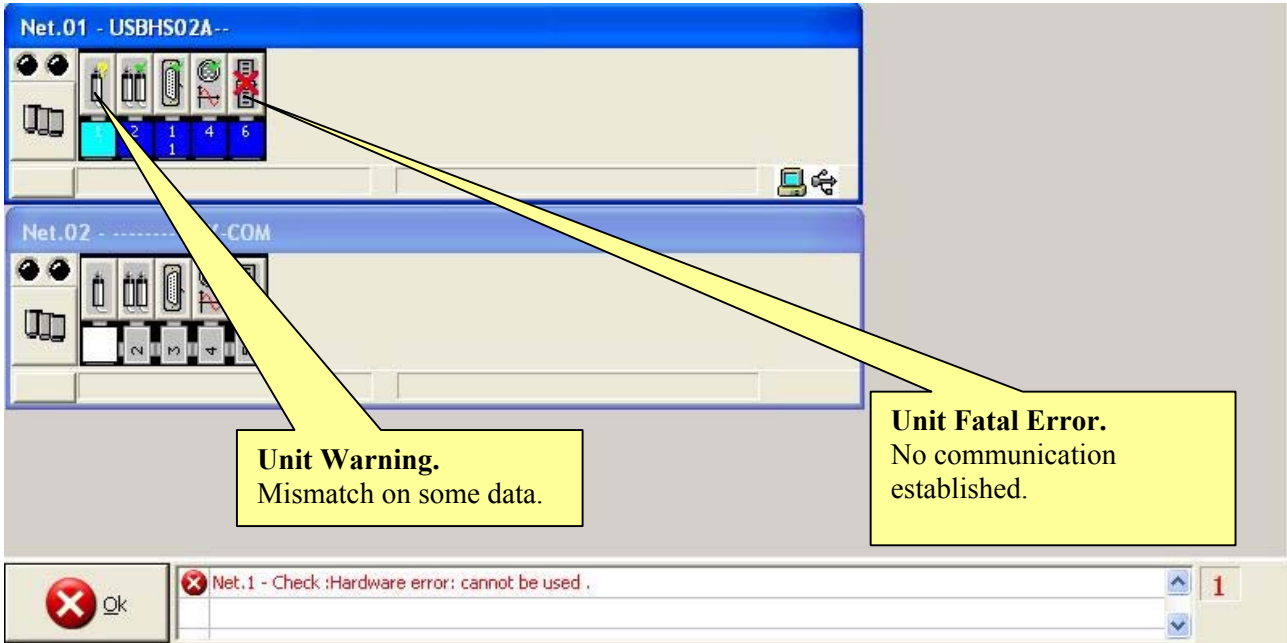 Net.01 - USBHS02A--
1 2 1 4 6
1
Net.02 - -COM
2 3 4
Unit Warning.
Mismatch on some data.
Unit Fatal Error.
No communication
established.
Ok
Net.1 - Check :Hardware error: cannot be used .
1